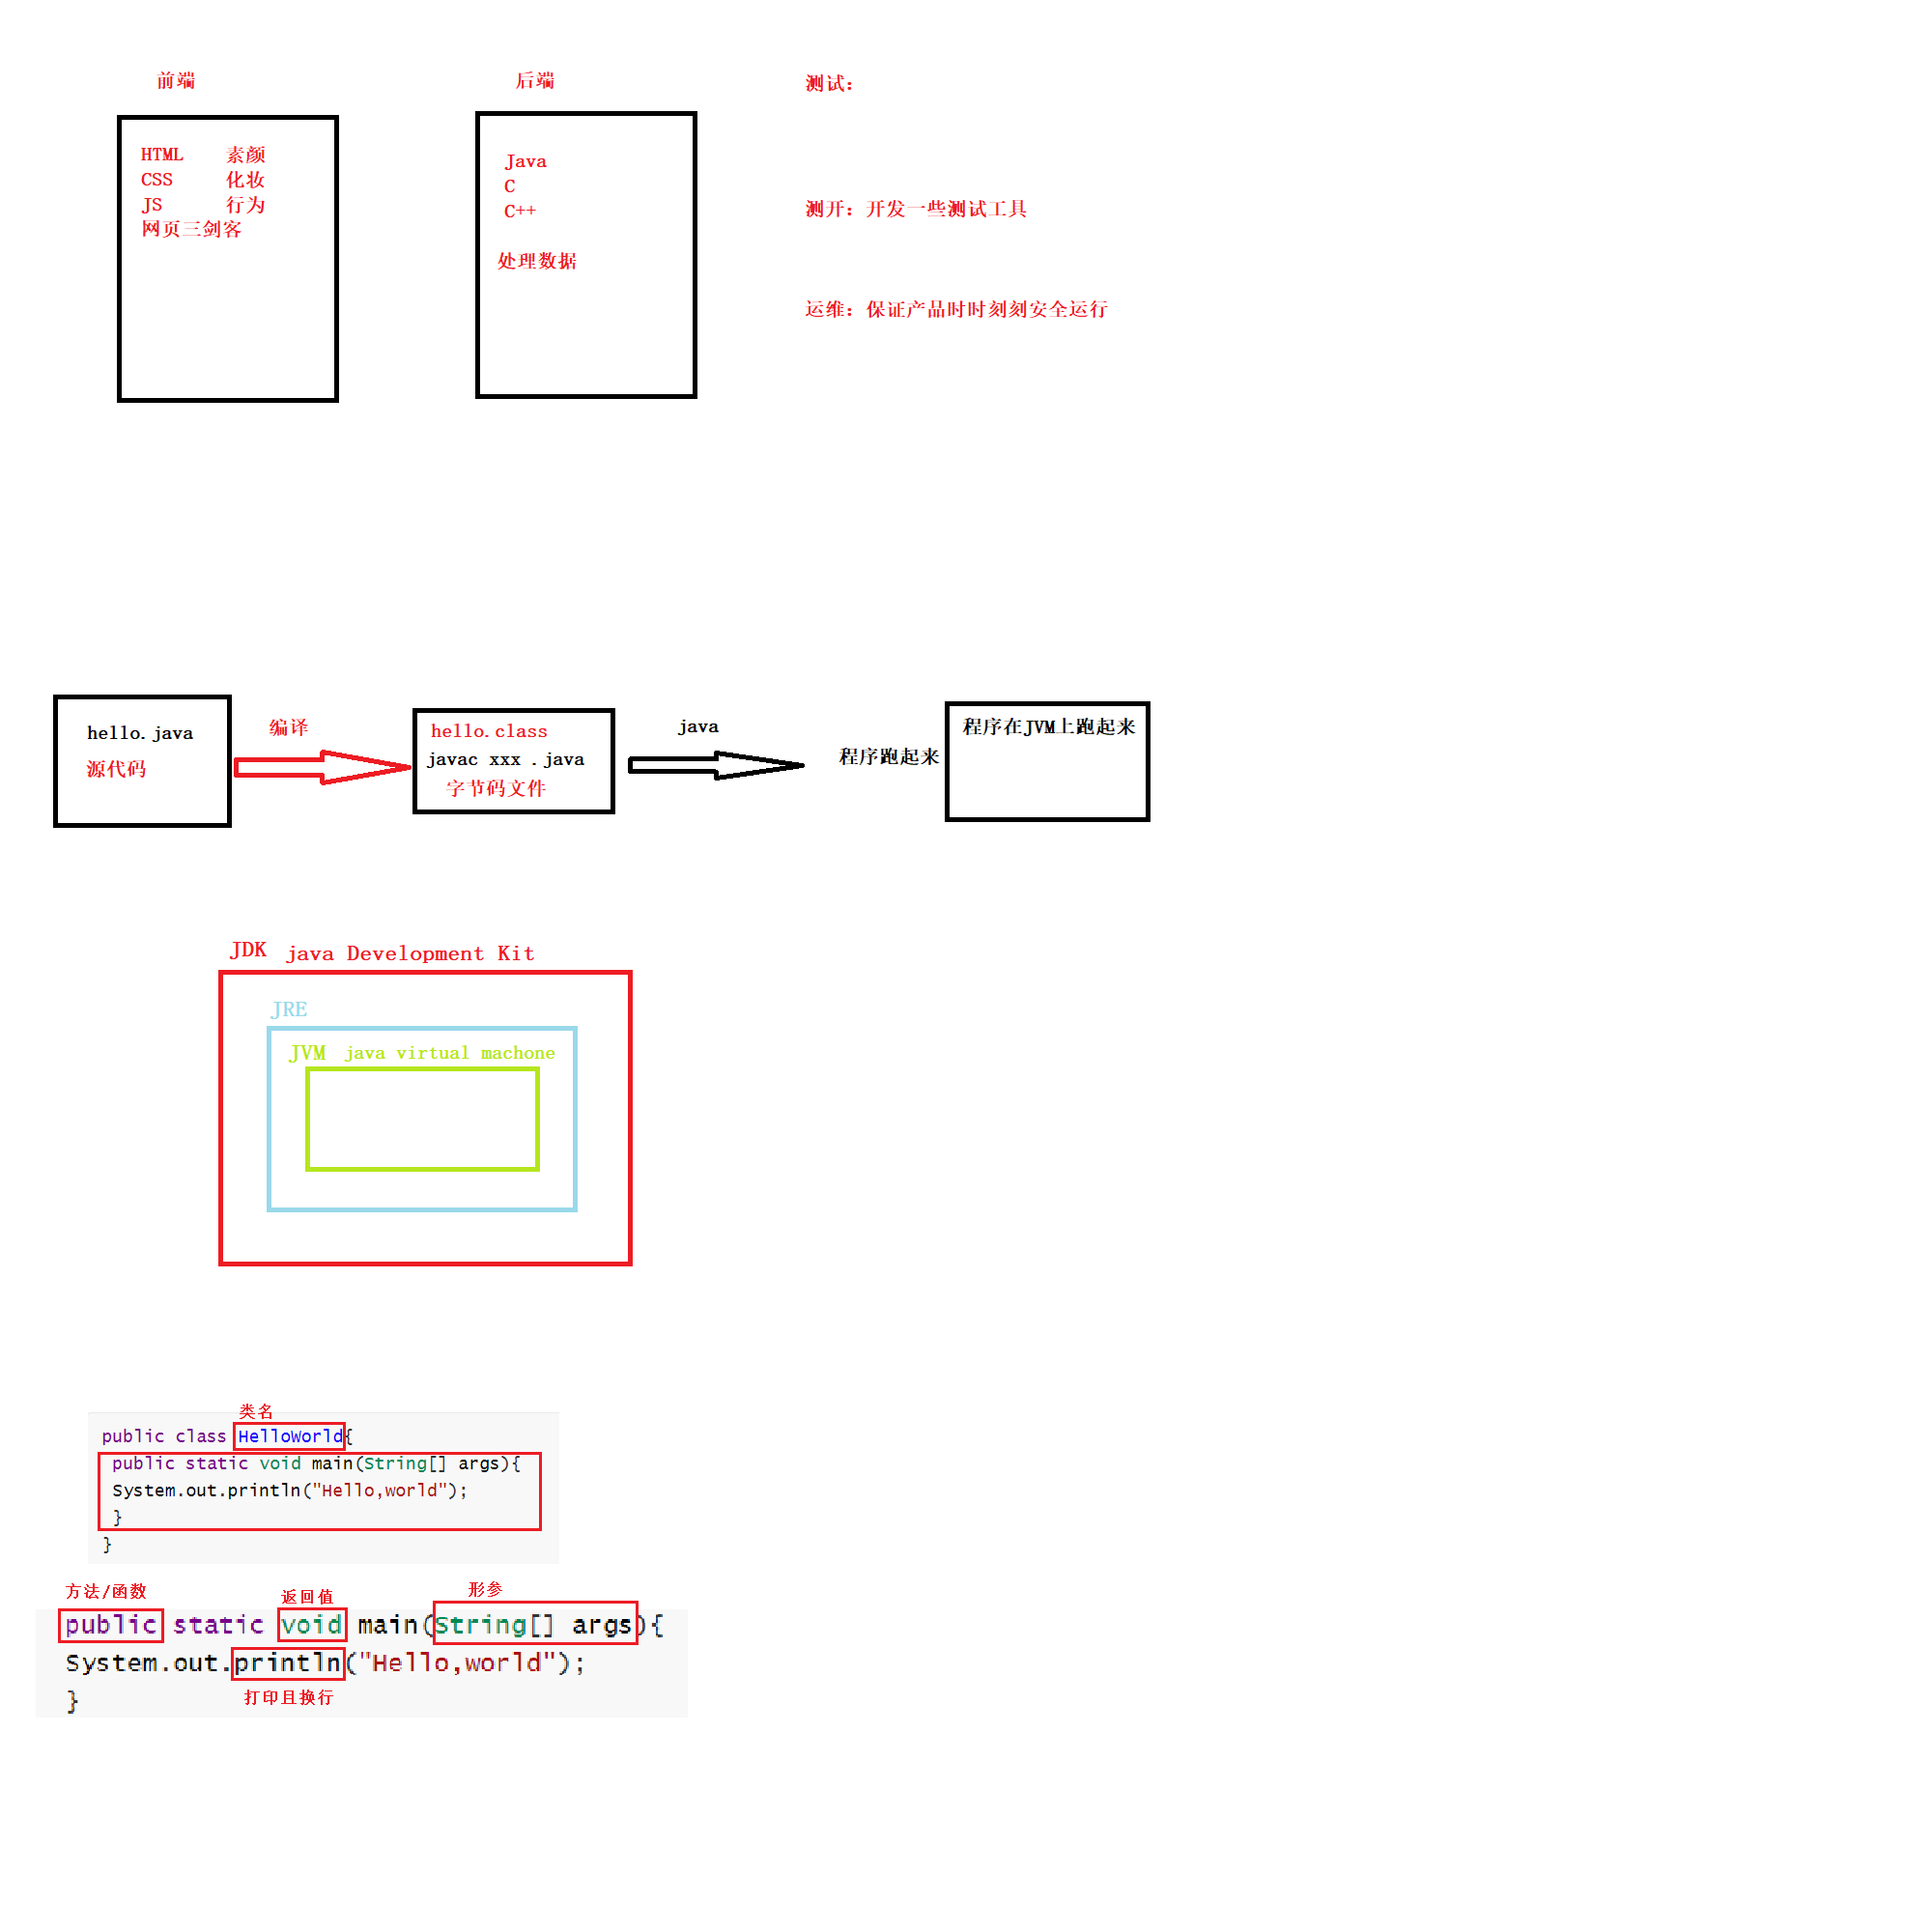 前端
HTML 素颜
CSS 化妆
JS 行为
网页三剑客
后端
Java
C
C++
处理数据
测试：
测开：开发一些测试工具
运维：保证产品时时刻刻安全运行
hello.java
源代码
编译
hello.class
javac xxx .java
字节码文件
java
程序跑起来
程序在JVM上跑起来
JDK java Development Kit
JRE
JVM java virtual machone
类名
public class HelloWorld{
public static void main(String[] args){
System.out.println("Hello,world");
}
}
方法/函数 返回值 形参
public static void main(String[] args){
System.out.println("Hello,world");
打印且换行
}